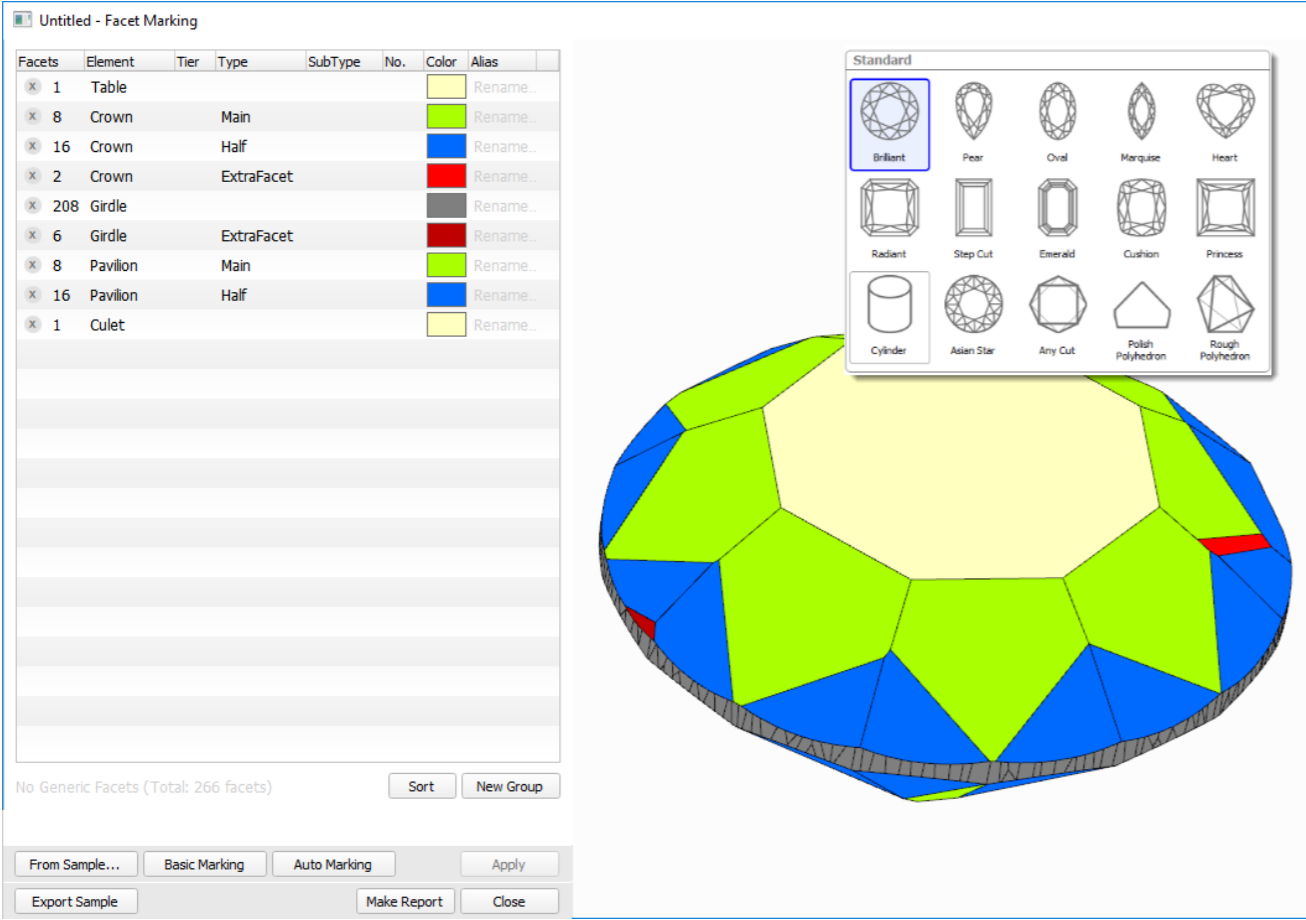 Untitled - Facet Marking
Facets Element Tier Type SubType No. Color Alias
x 1 Table Rename..
x 8 Crown Main Rename..
x 16 Crown Half Rename..
x 2 Crown ExtraFacet Rename..
x 208 Girdle Rename..
x 6 Girdle ExtraFacet Rename..
x 8 Pavilion Main Rename..
x 16 Pavilion Half Rename..
x 1 Culet Rename..
No Generic Facets (Total: 266 facets)
Sort New Group
From Sample... Basic Marking Auto Marking Apply
Export Sample Make Report Close
Standard
Brilliant Pear Oval Marquise Heart
Radiant Step Cut Emerald Cushion Princess
Cylinder Asian Star Any Cut Polish Polyhedron Rough Polyhedron